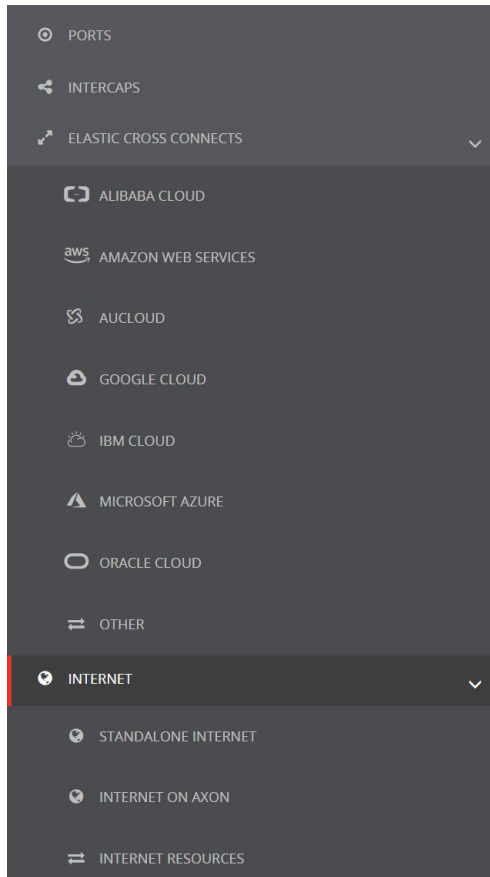 PORTS
INTERCAPS
ELASTIC CROSS CONNECTS
ALIBABA CLOUD
aws AMAZON WEB SERVICES
AUCLOUD
GOOGLE CLOUD
IBM CLOUD
MICROSOFT AZURE
ORACLE CLOUD
OTHER
INTERNET
STANDALONE INTERNET
INTERNET ON AXON
INTERNET RESOURCES